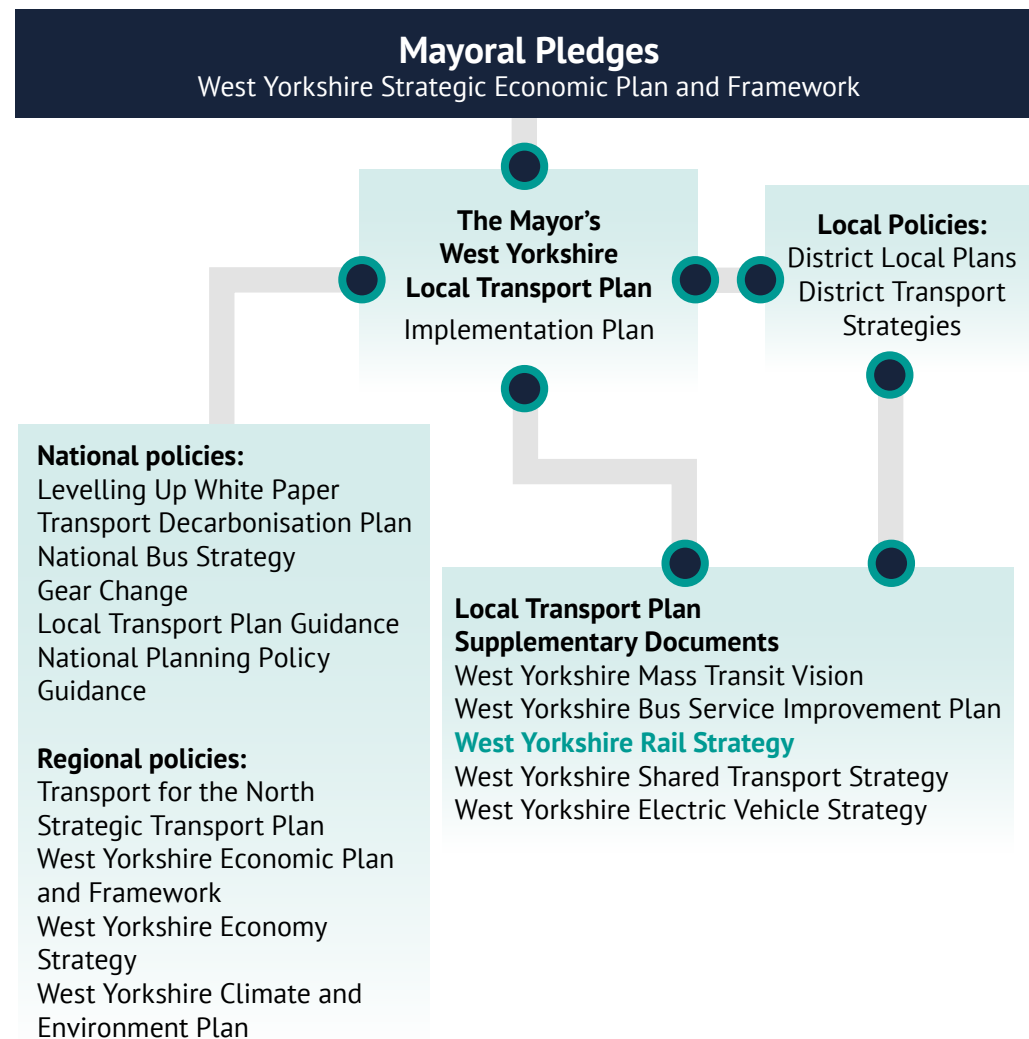 Mayoral Pledges
West Yorkshire Strategic Economic Plan and Framework
The Mayor’s
West Yorkshire
Local Transport Plan
Implementation Plan
Local Policies:
District Local Plans
District Transport
Strategies
National policies:
Levelling Up White Paper
Transport Decarbonisation Plan
National Bus Strategy
Gear Change
Local Transport Plan Guidance
National Planning Policy
Guidance
Regional policies:
Transport for the North
Strategic Transport Plan
West Yorkshire Economic Plan
and Framework
West Yorkshire Economy
Strategy
West Yorkshire Climate and
Environment Plan
Local Transport Plan
Supplementary Documents
West Yorkshire Mass Transit Vision
West Yorkshire Bus Service Improvement Plan
West Yorkshire Rail Strategy
West Yorkshire Shared Transport Strategy
West Yorkshire Electric Vehicle Strategy